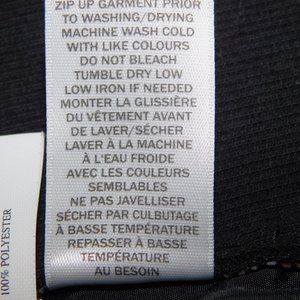 ZIP UP GARMENT PRIOR
TO WASHING/DRYING
MACHINE WASH COLD
WITH LIKE COLOURS
DO NOT BLEACH
TUMBLE DRY LOW
LOW IRON IF NEEDED
MONTER LA GLISSIÈRE
DU VÊTEMENT AVANT
DE LAVER/SÉCHER
LAVER À LA MACHINE
À L'EAU FROIDE
AVEC LES COULEURS
SEMBLABLES
NE PAS JAVELLISER
SÉCHER PAR CULBUTAGE
À BASSE TEMPÉRATURE
REPASSER À BASSE
TEMPÉRATURE
AU BESOIN
100% POLYESTER